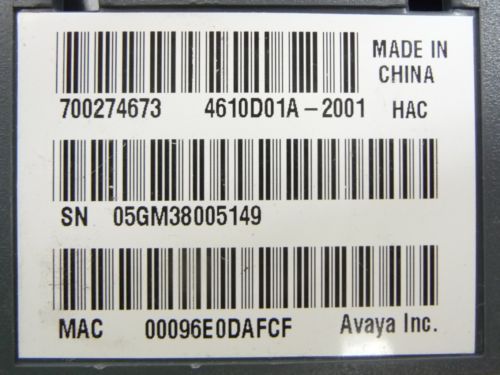 MADE IN
CHINA
700274673 4610D01A-2001 HAC
SN 05GM38005149
MAC 00096E0DAFCF Avaya Inc.